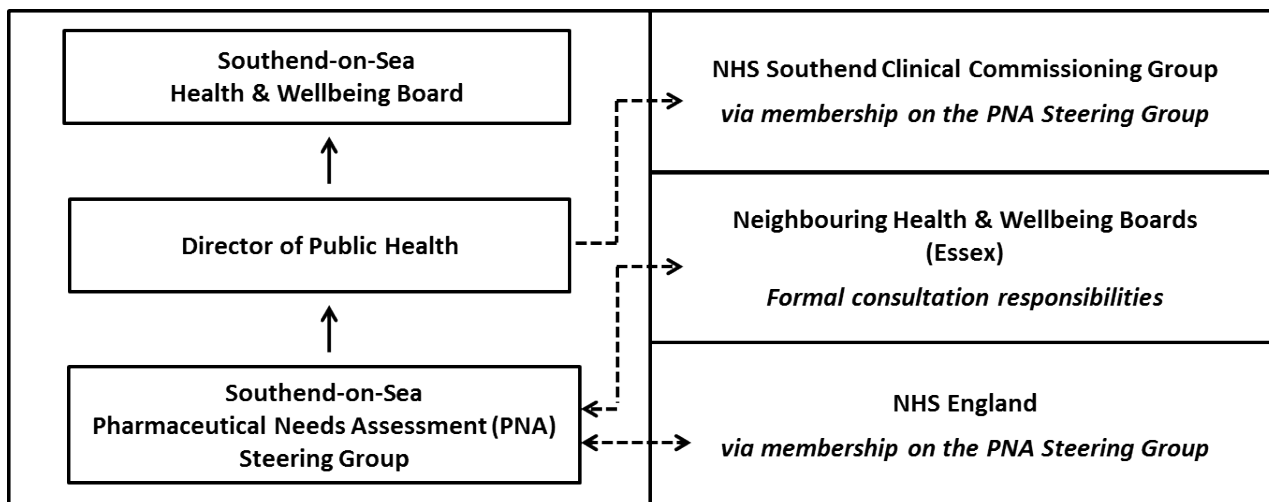 Southend-on-Sea
Health & Wellbeing Board
Director of Public Health
Southend-on-Sea
Pharmaceutical Needs Assessment (PNA)
Steering Group
NHS Southend Clinical Commissioning Group
via membership on the PNA Steering Group
Neighbouring Health & Wellbeing Boards
(Essex)
Formal consultation responsibilities
NHS England
via membership on the PNA Steering Group